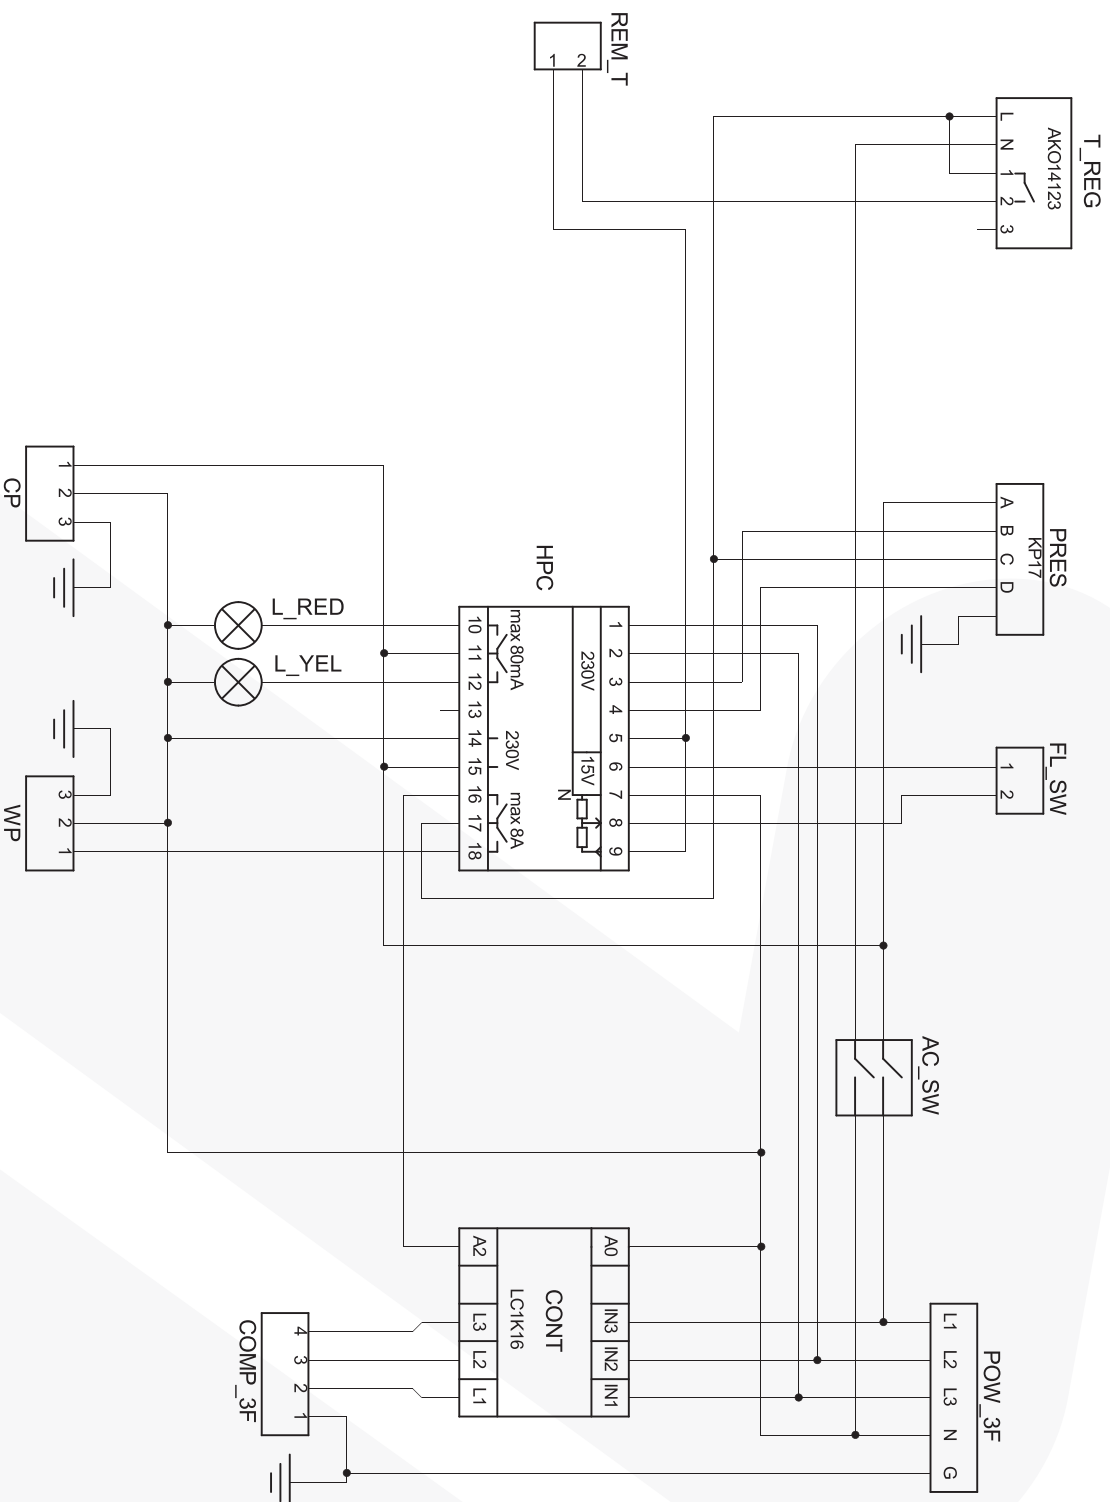 REM_T
1 2
T_REG
AKO14123
L
N
1
2
3
CP
1
2
3
L_RED
L_YEL
HPC
10
11
12
13
14
15
16
17
18
max 80mA
230V
max 8A
230V
15V
N
1
2
3
4
5
6
7
8
9
PRES
KP17
A
B
C
D
FL_SW
1
2
WP
3
2
1
AC_SW
CONT
LC1K16
A2
L3
L2
L1
A0
IN3
IN2
IN1
COMP_3F
4
3
2
1
POW_3F
L1
L2
L3
N
G